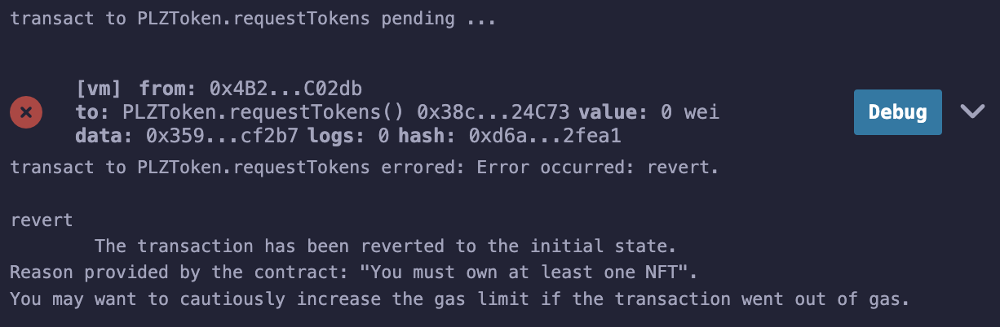 transact to PLZToken.requestTokens pending ...
[vm] from: 0x4B2...C02db
to: PLZToken.requestTokens() 0x38c...24C73 value: 0 wei
data: 0x359...cf2b7 logs: 0 hash: 0xd6a...2fea1
Debug
transact to PLZToken.requestTokens errored: Error occurred: revert.
revert
The transaction has been reverted to the initial state.
Reason provided by the contract: "You must own at least one NFT".
You may want to cautiously increase the gas limit if the transaction went out of gas.